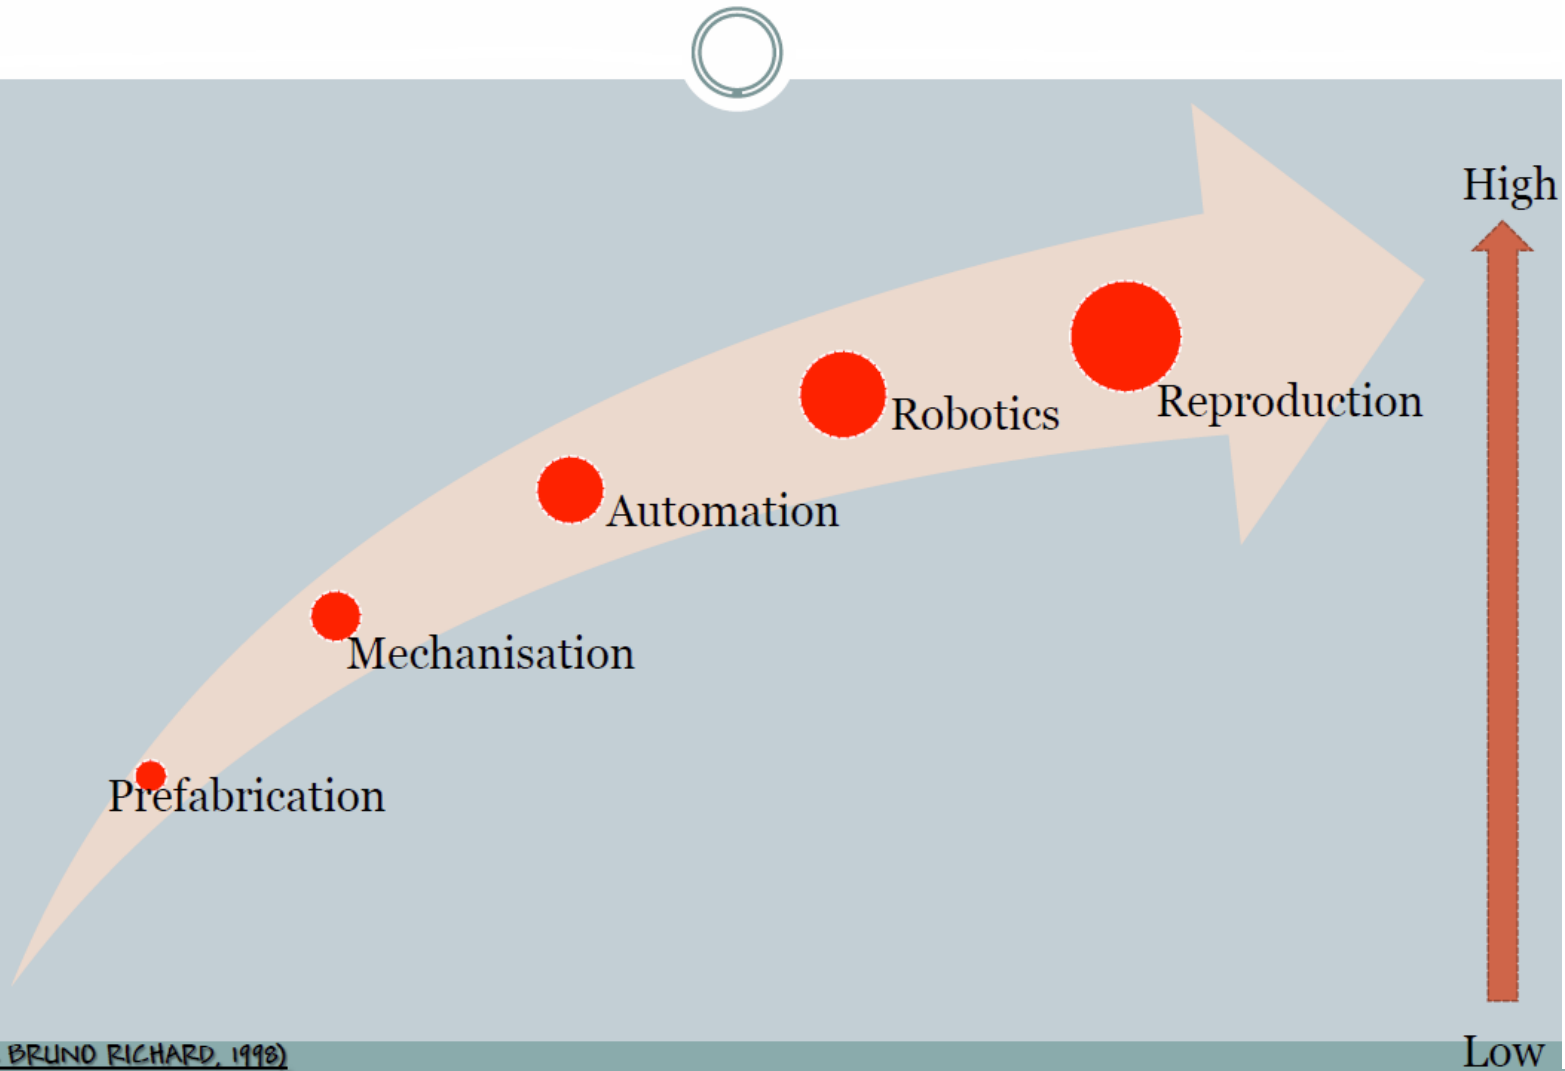 High
Reproduction
Robotics
Automation
Mechanisation
Prefabrication
BRUNO RICHARD, 1998)
Low